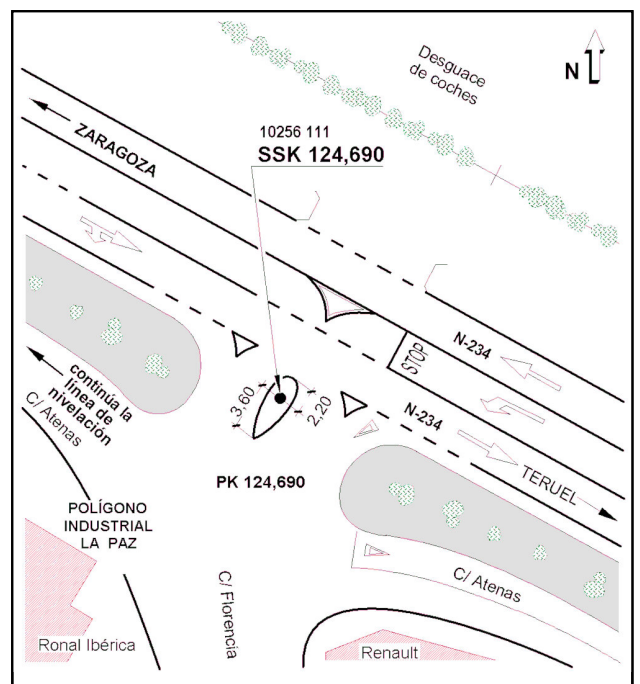 Desguace
de coches
N
ZARAGOZA
10256 111
SSK 124,690
STOP
N-234
N-234
3,60
2,20
continúa la
línea de
nivelación
C/ Atenas
PK 124,690
TERUEL
POLÍGONO
INDUSTRIAL
LA PAZ
C/ Atenas
C/ Florencia
Ronal Ibérica
Renault